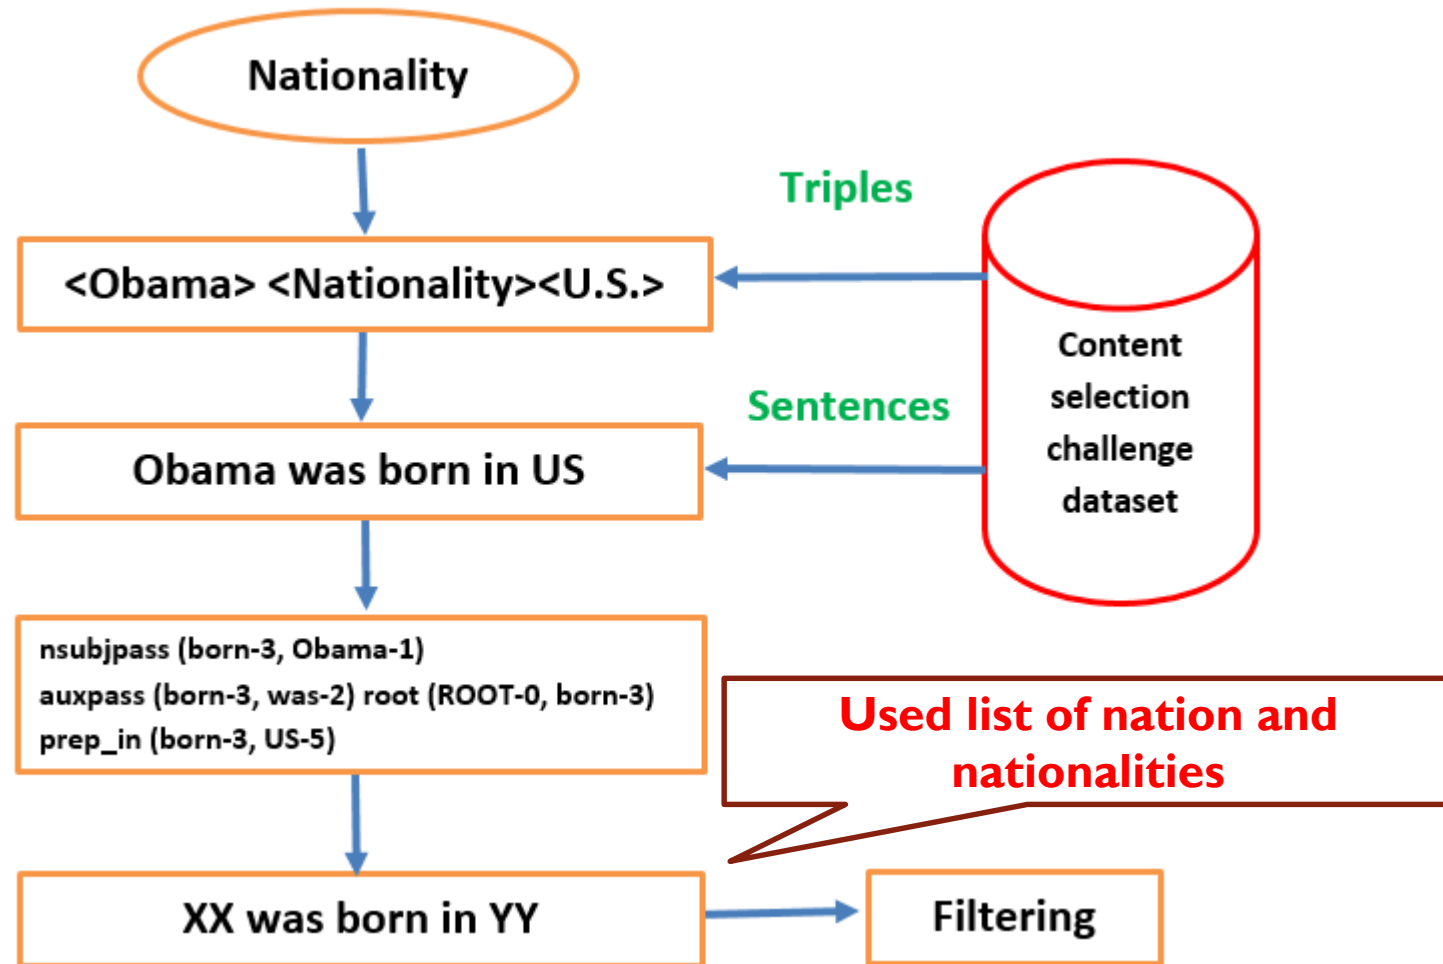 Nationality
Triples
<Obama> <Nationality><U.S.>
Content
selection
challenge
dataset
Sentences
Obama was born in US
nsubjpass (born-3, Obama-1)
auxpass (born-3, was-2) root (ROOT-0, born-3)
prep_in (born-3, US-5)
Used list of nation and
nationalities
XX was born in YY
Filtering